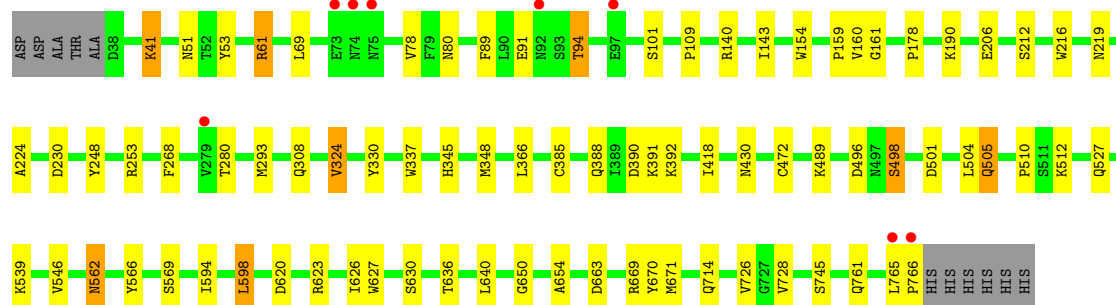 ASP ASP ALA THR ALA D38 K41 N51 T52 Y53 R61 L69 E73 N74 N75 V78 F79 N80 F89 L90 E91 N92 S93 T94 E97 S101 P109 R140 I143 W154 P159 V160 G161 P178 K190 E206 S212 W216 N219
A224 D230 Y248 R253 F268 V279 T280 M293 Q308 V324 Y330 W337 H345 M348 L366 C385 Q388 I389 D390 K391 K392 I418 N430 C472 K489 D496 N497 S498 D501 L504 Q505 P510 S511 K512 Q527
K539 V546 N562 Y566 S569 I594 L598 D620 R623 I626 W627 S630 T636 L640 G650 A654 D663 R669 Y670 M671 Q714 V726 G727 V728 S745 Q761 L765 P766 HIS HIS HIS HIS HIS HIS